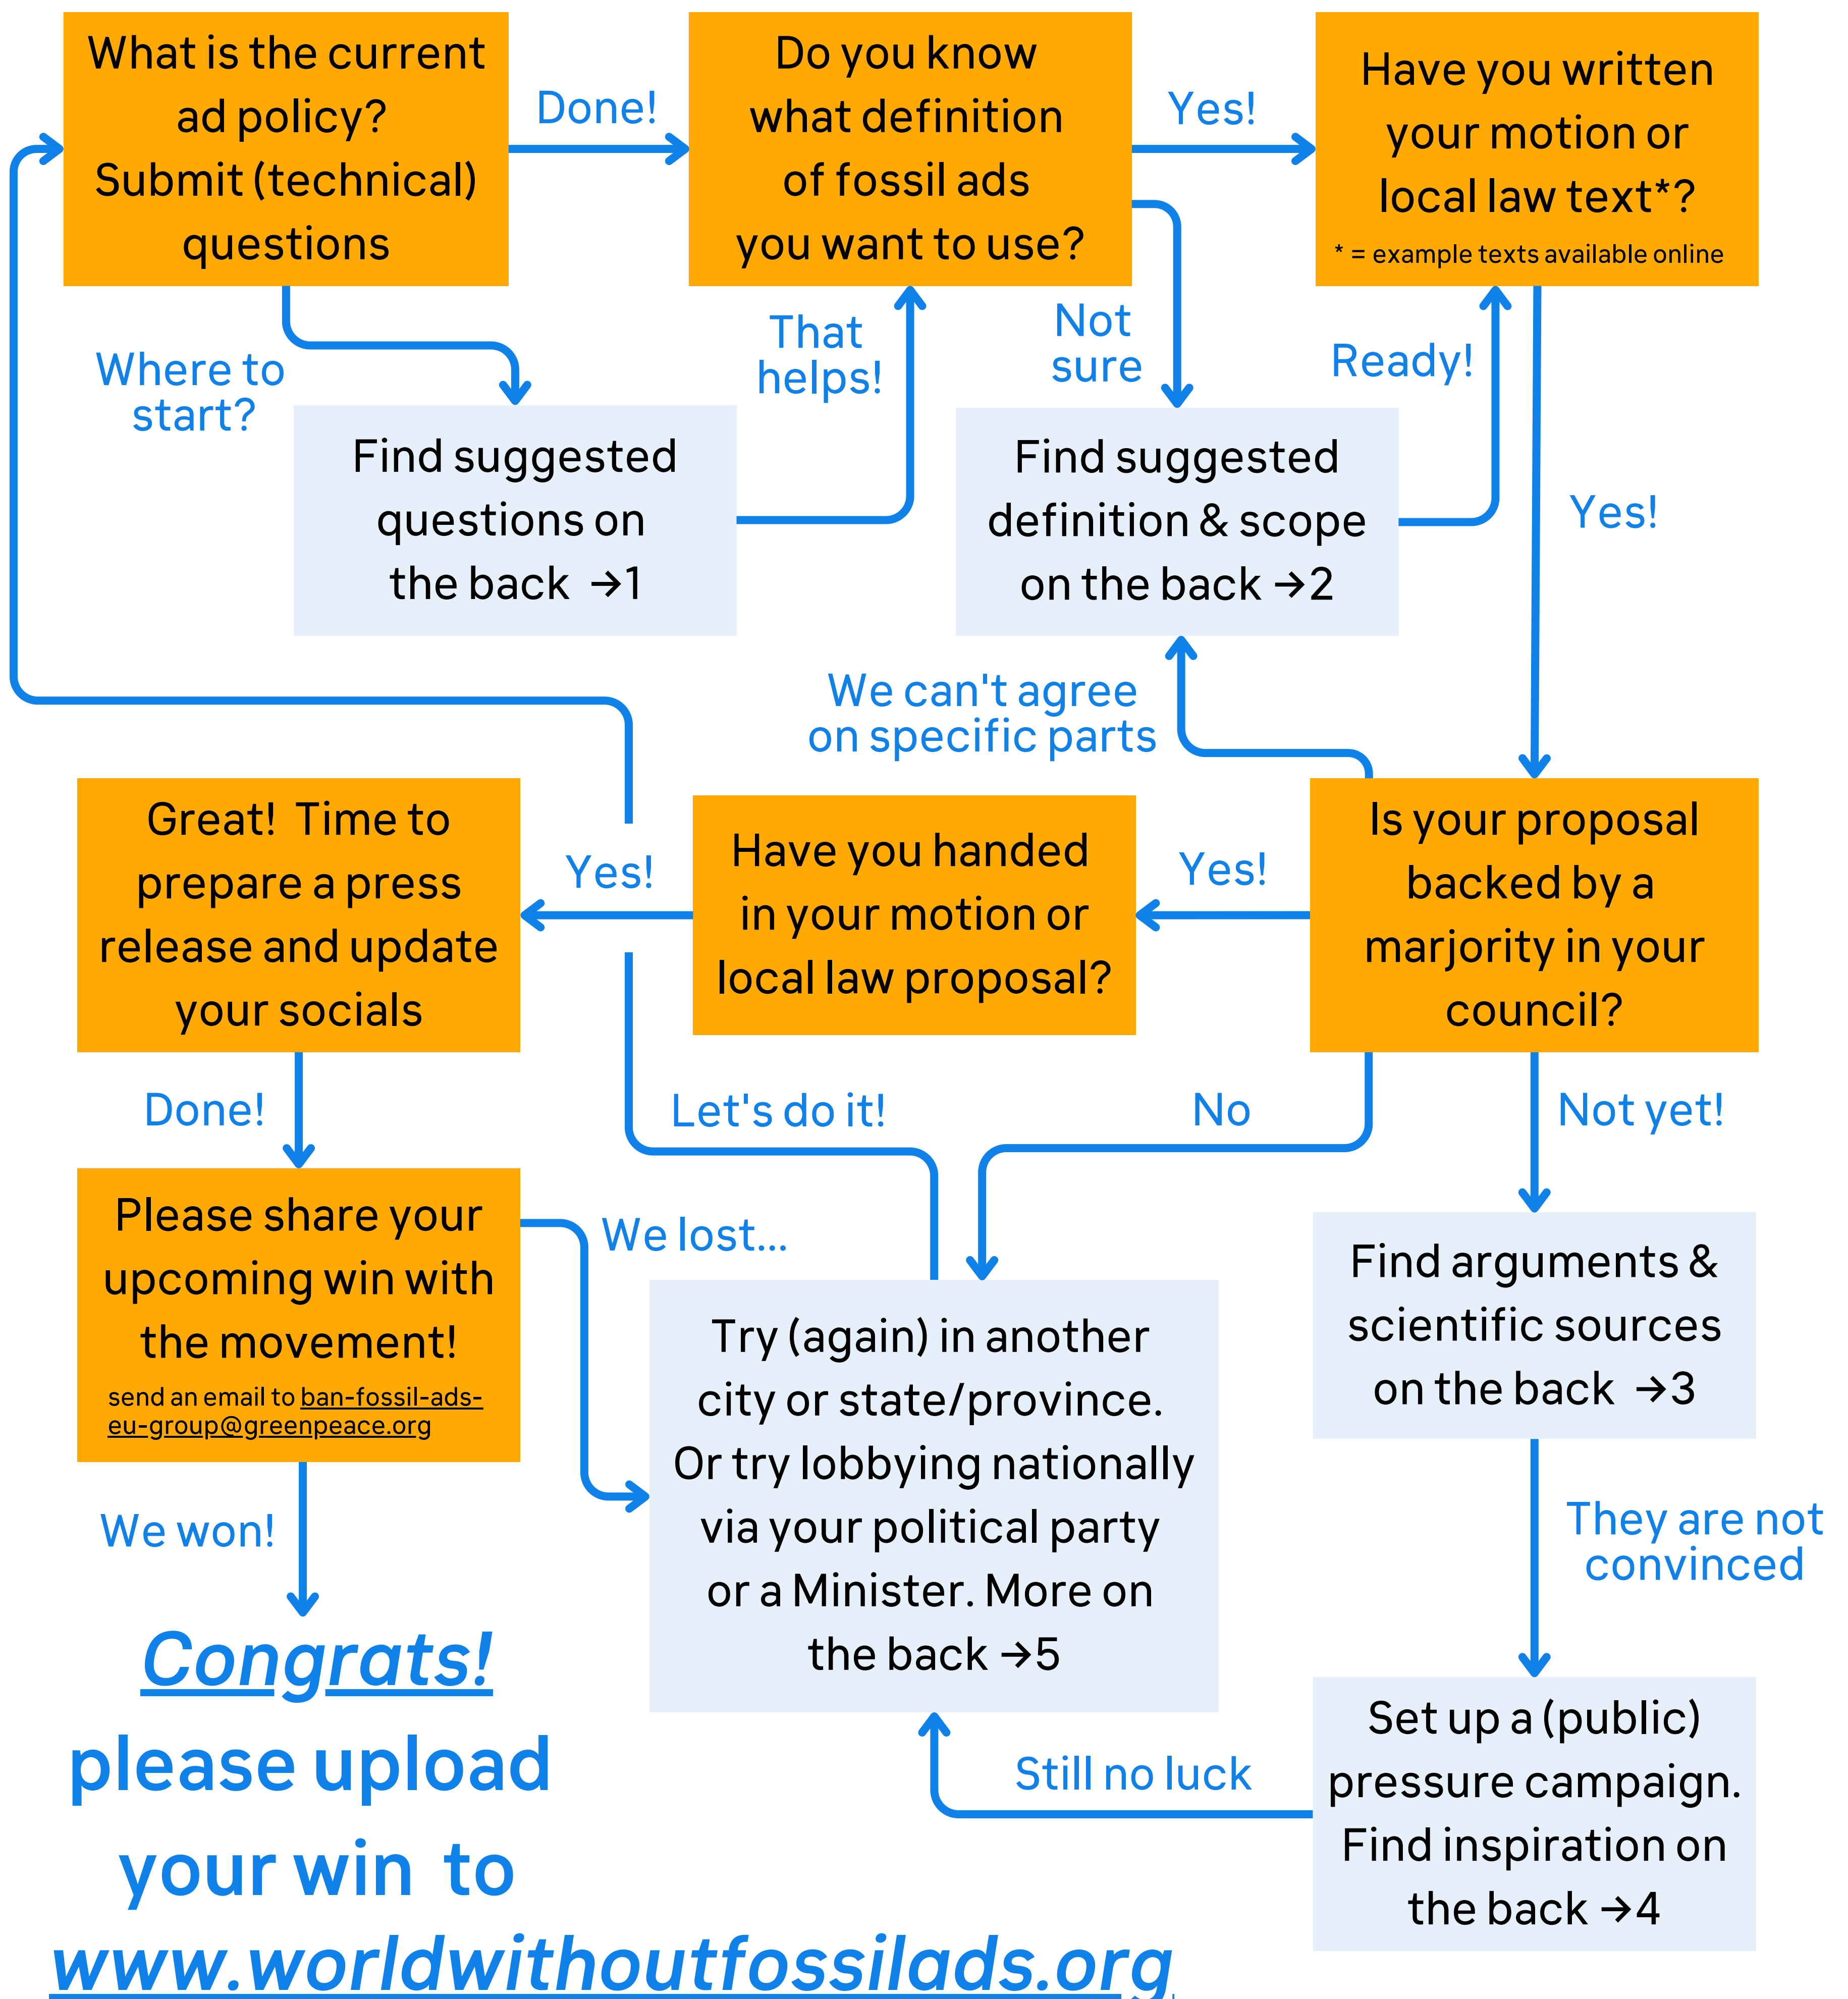 What is the current
ad policy?
Submit (technical)
questions
Done!
Do you know
what definition
of fossil ads
you want to use?
Yes!
Have you written
your motion or
local law text*?
* = example texts available online
Where to
start?
That
helps!
Not
sure
Ready!
Find suggested
questions on
the back →1
Find suggested
definition & scope
on the back →2
Yes!
We can't agree
on specific parts
Great! Time to
prepare a press
release and update
your socials
Yes!
Have you handed
in your motion or
local law proposal?
Yes!
Is your proposal
backed by a
marjority in your
council?
Done!
Let's do it!
No
Not yet!
Please share your
upcoming win with
the movement!
send an email to ban-fossil-ads-
eu-group@greenpeace.org
We lost...
Try (again) in another
city or state/province.
Or try lobbying nationally
via your political party
or a Minister. More on
the back →5
Find arguments &
scientific sources
on the back →3
We won!
They are not
convinced
Congrats!
please upload
your win to
www.worldwithoutfossilads.org
Still no luck
Set up a (public)
pressure campaign.
Find inspiration on
the back →4